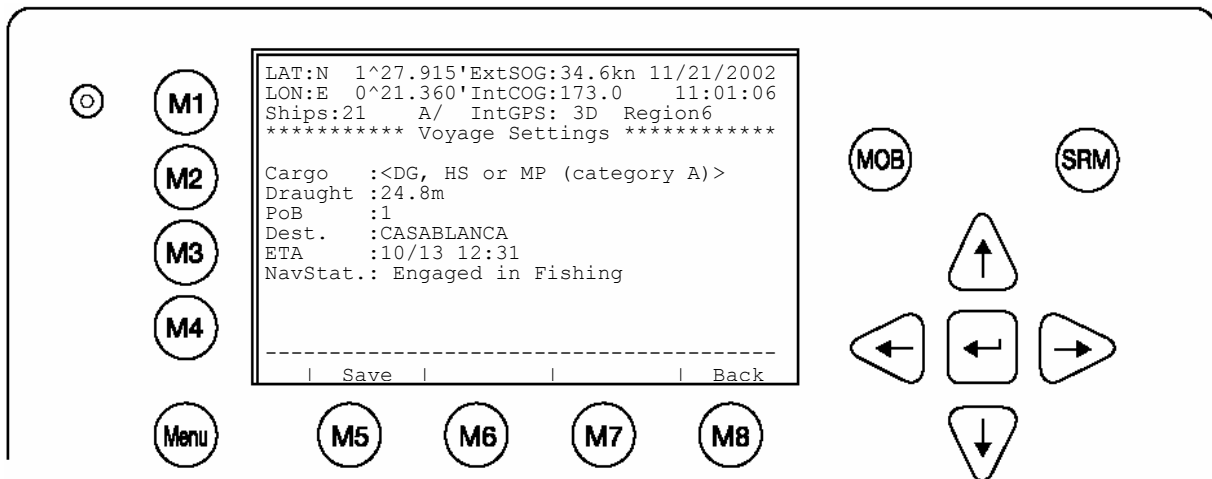 LAT:N  1^27.915'ExtSOG:34.6kn 11/21/2002
LON:E  0^21.360'IntCOG:173.0    11:01:06
Ships:21    A/  IntGPS: 3D  Region6
*********** Voyage Settings ************
Cargo   :<DG, HS or MP (category A)>
Draught :24.8m
PoB     :1
Dest.   :CASABLANCA
ETA     :10/13 12:31
NavStat.: Engaged in Fishing
----------------------------------------
| Save | | | Back
M1
M2
M3
M4
Menu
M5
M6
M7
M8
MOB
SRM